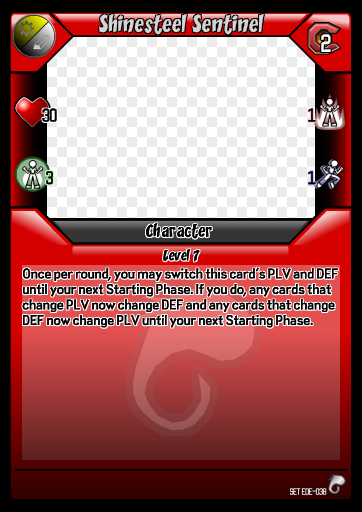 Shinesteel Sentinel
2
30
1
3
1
Character
Level 1
Once per round, you may switch this card's PLV and DEF
until your next Starting Phase. If you do, any cards that
change PLV now change DEF and any cards that change
DEF now change PLV until your next Starting Phase.
SET EOE-038